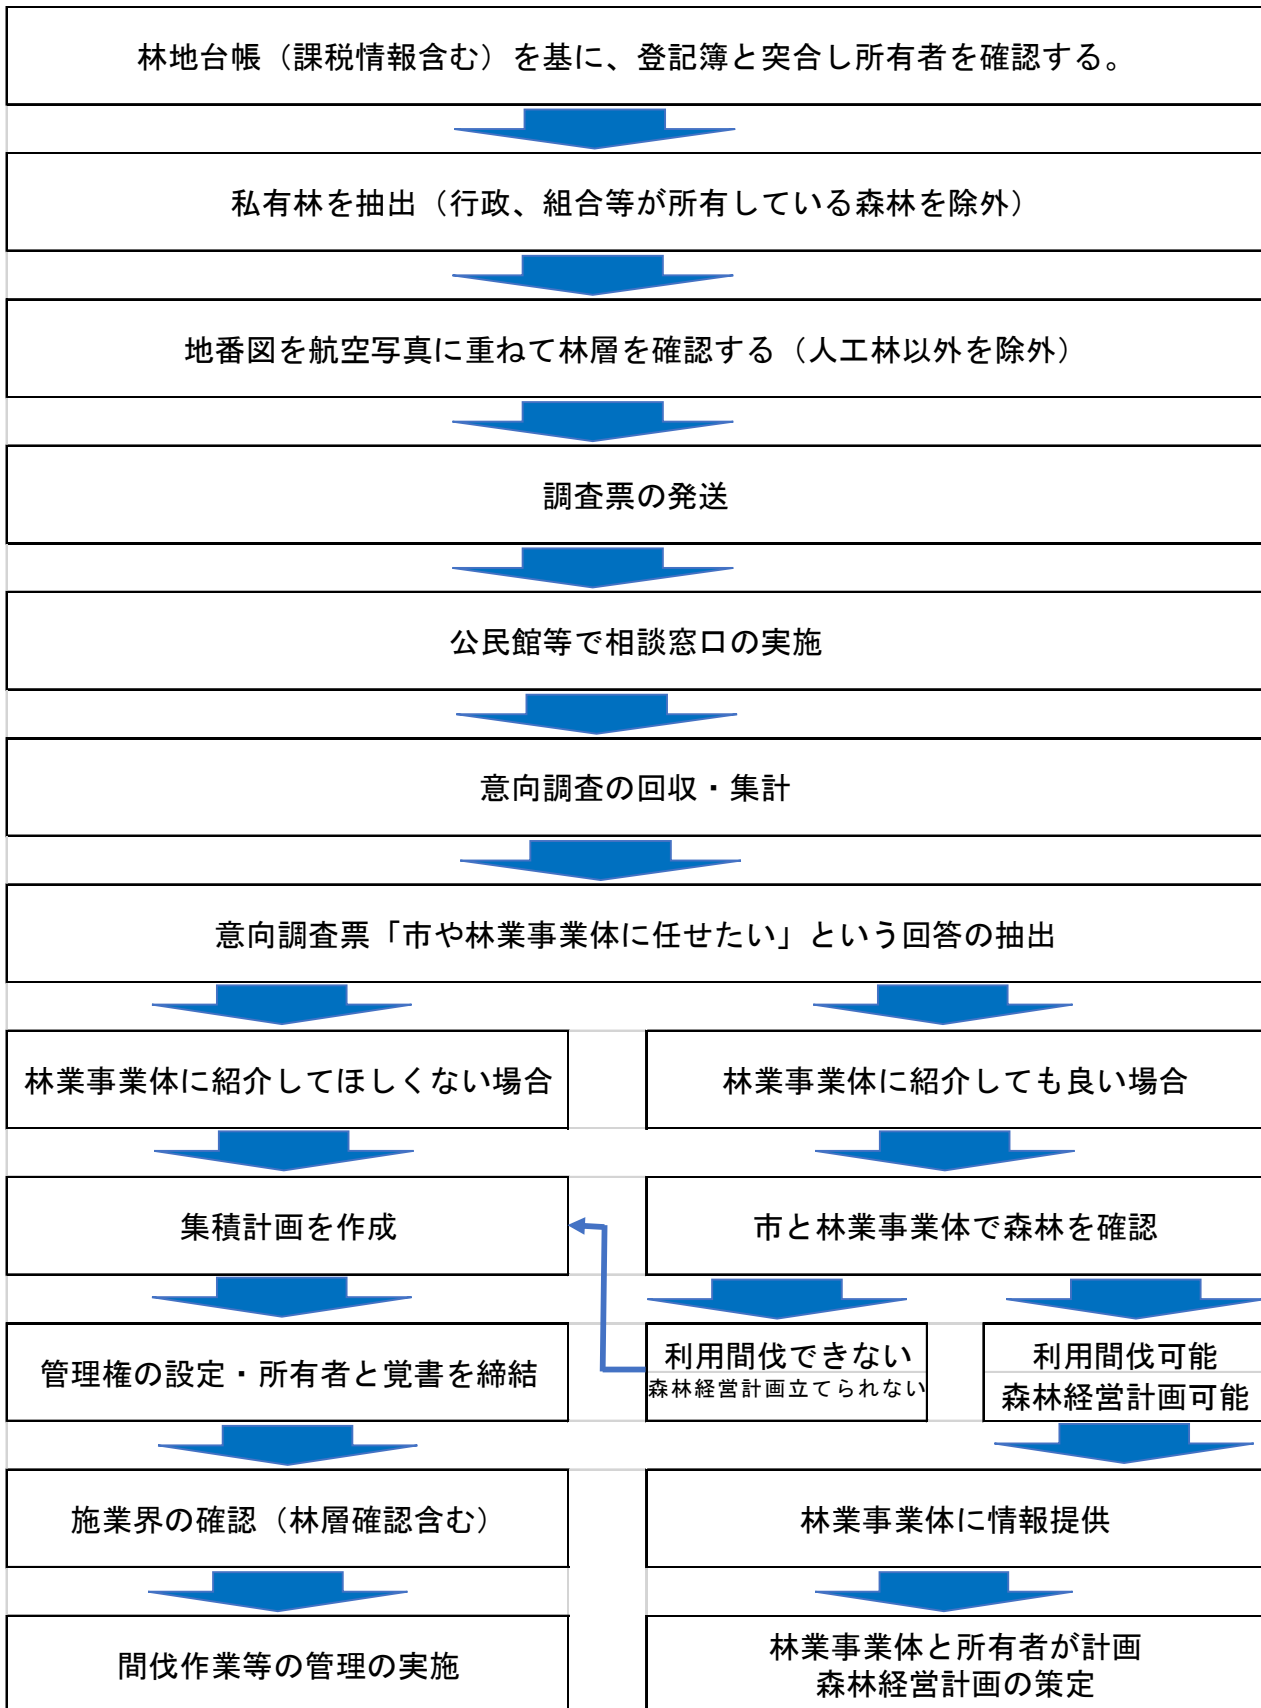 林地台帳（課税情報含む）を基に、登記簿と突合し所有者を確認する。
私有林を抽出（行政、組合等が所有している森林を除外）
地番図を航空写真に重ねて林層を確認する（人工林以外を除外）
調査票の発送
公民館等で相談窓口の実施
意向調査の回収・集計
意向調査票「市や林業事業体に任せたい」という回答の抽出
林業事業体に紹介してほしくない場合
林業事業体に紹介しても良い場合
集積計画を作成
市と林業事業体で森林を確認
管理権の設定・所有者と覚書を締結
利用間伐できない
森林経営計画立てられない
利用間伐可能
森林経営計画可能
施業界の確認（林層確認含む）
林業事業体に情報提供
間伐作業等の管理の実施
林業事業体と所有者が計画
森林経営計画の策定